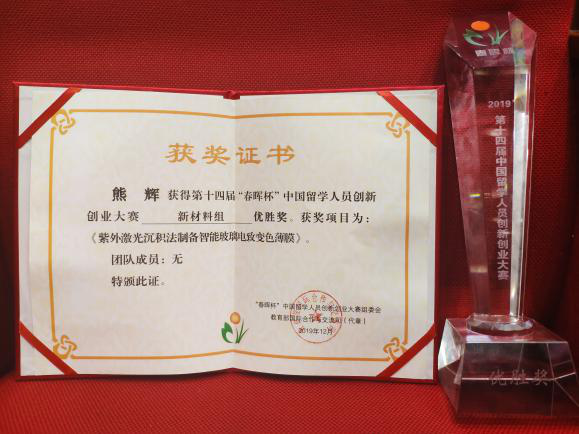 获奖证书
熊 辉 获得第十四届“春晖杯”中国留学人员创新
创业大赛 新材料组 优胜奖。获奖项目为：
《紫外激光沉积法制备智能玻璃电致变色薄膜》。
团队成员：无
特颁此证。
“春晖杯”中国留学人员创新创业大赛组委会
教育部国际合作与交流司（代章）
2019年12月
春晖杯
2019
第十四届中国留学人员创新创业大赛
优胜奖